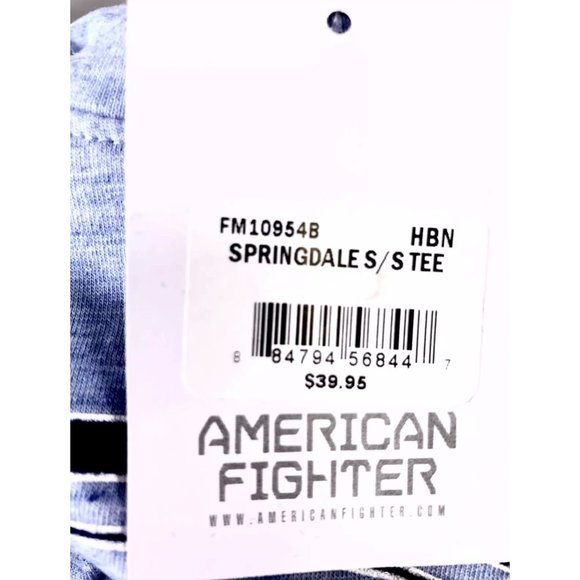 FM10954B HBN
SPRINGDALE S/S TEE
8 84794 56844 7
$39.95
AMERICAN
FIGHTER
WWW.AMERICANFIGHTER.COM